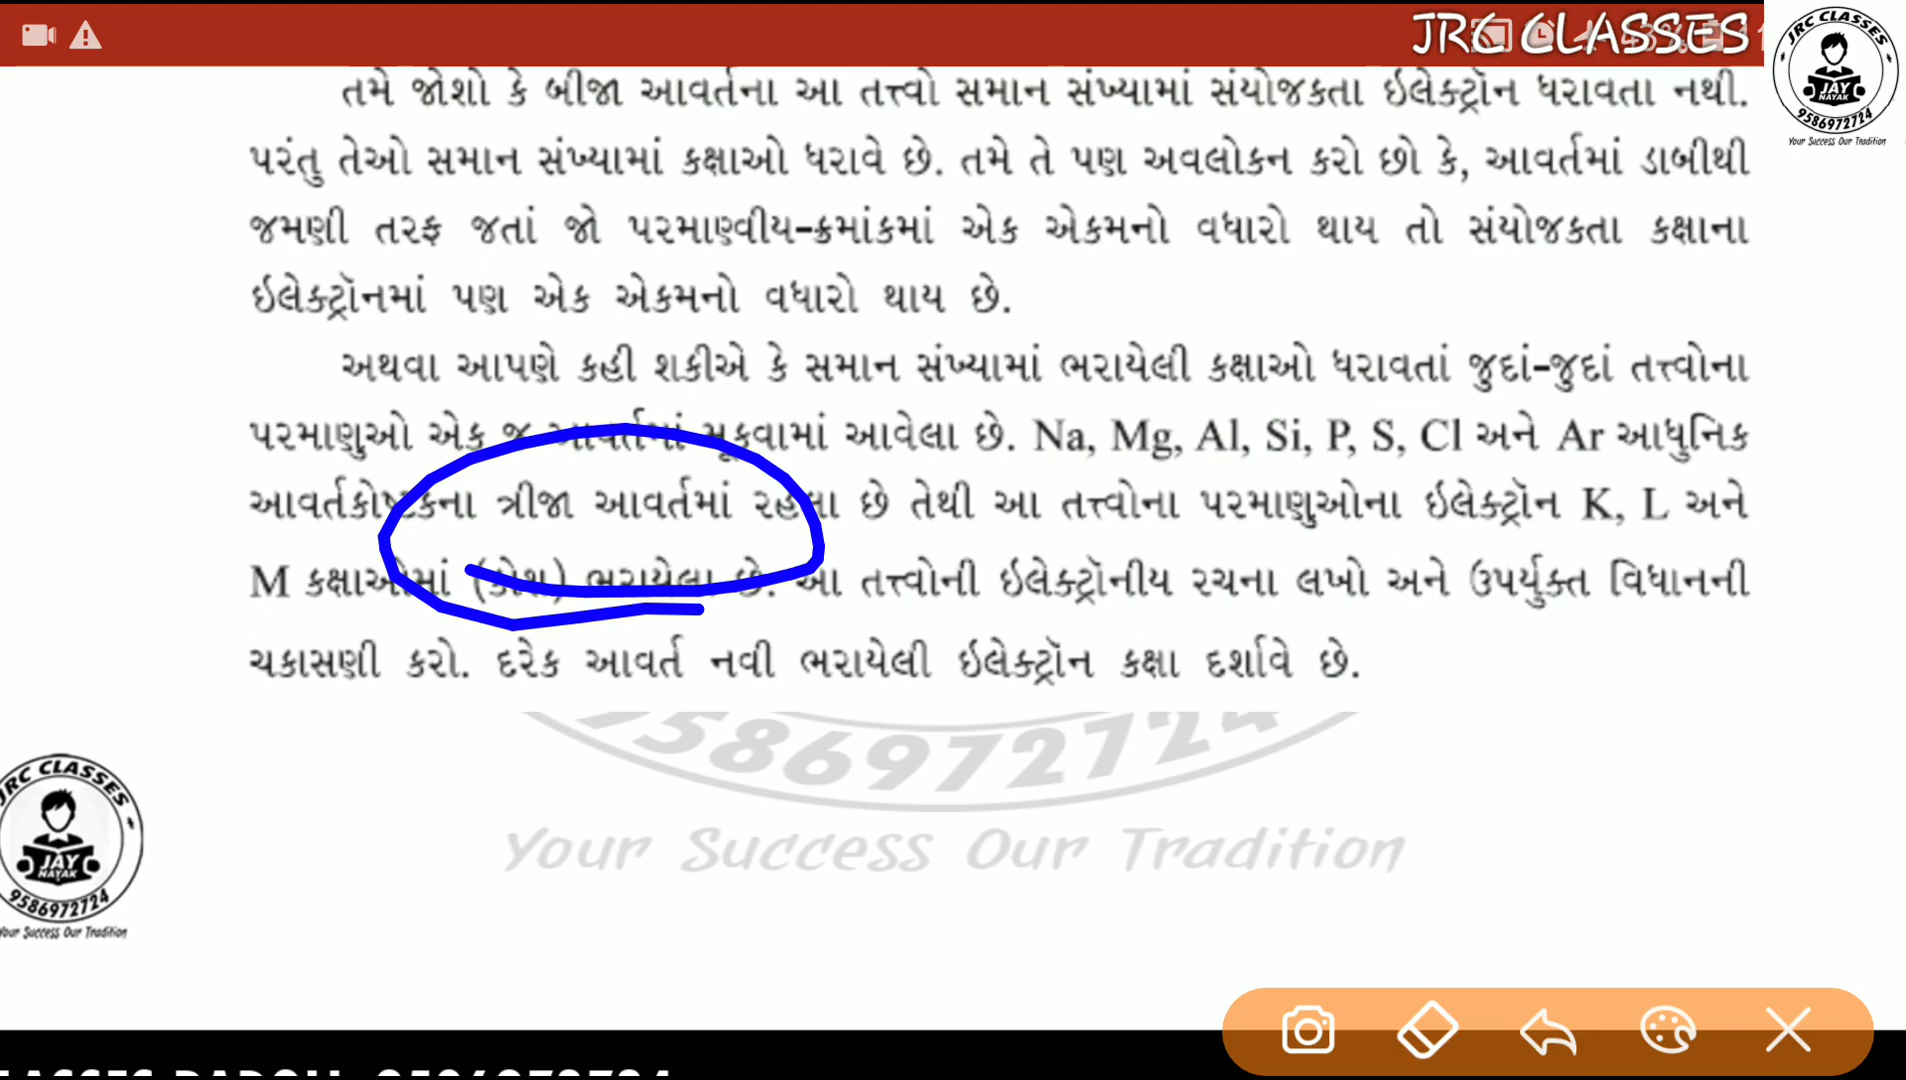 JRC CLASSES
JRC CLASSES
JAY
NAYAK
9586972724
Your Success Our Tradition
તમે જોશો કે બીજા આવર્તના આ તત્ત્વો સમાન સંખ્યામાં સંયોજકતા ઇલેક્ટ્રૉન ધરાવતા નથી.
પરંતુ તેઓ સમાન સંખ્યામાં કક્ષાઓ ધરાવે છે. તમે તે પણ અવલોકન કરો છો કે, આવર્તમાં ડાબીથી
જમણી તરફ જતાં જો પરમાણ્વીય-ક્રમાંકમાં એક એકમનો વધારો થાય તો સંયોજકતા કક્ષાના
ઇલેક્ટ્રૉનમાં પણ એક એકમનો વધારો થાય છે.
અથવા આપણે કહી શકીએ કે સમાન સંખ્યામાં ભરાયેલી કક્ષાઓ ધરાવતાં જુદાં-જુદાં તત્ત્વોના
પરમાણુઓ એક જ આવર્તમાં મૂકવામાં આવેલા છે. Na, Mg, Al, Si, P, S, Cl અને Ar આધુનિક
આવર્તકોષ્ટકના ત્રીજા આવર્તમાં રહેલા છે તેથી આ તત્ત્વોના પરમાણુઓના ઇલેક્ટ્રૉન K, L અને
M કક્ષાઓમાં (કોશ) ભરાયેલા છે. આ તત્ત્વોની ઇલેક્ટ્રૉનીય રચના લખો અને ઉપર્યુક્ત વિધાનની
ચકાસણી કરો. દરેક આવર્ત નવી ભરાયેલી ઇલેક્ટ્રૉન કક્ષા દર્શાવે છે.
9586972724
Your Success Our Tradition
JRC CLASSES
JAY
NAYAK
9586972724
Your Success Our Tradition